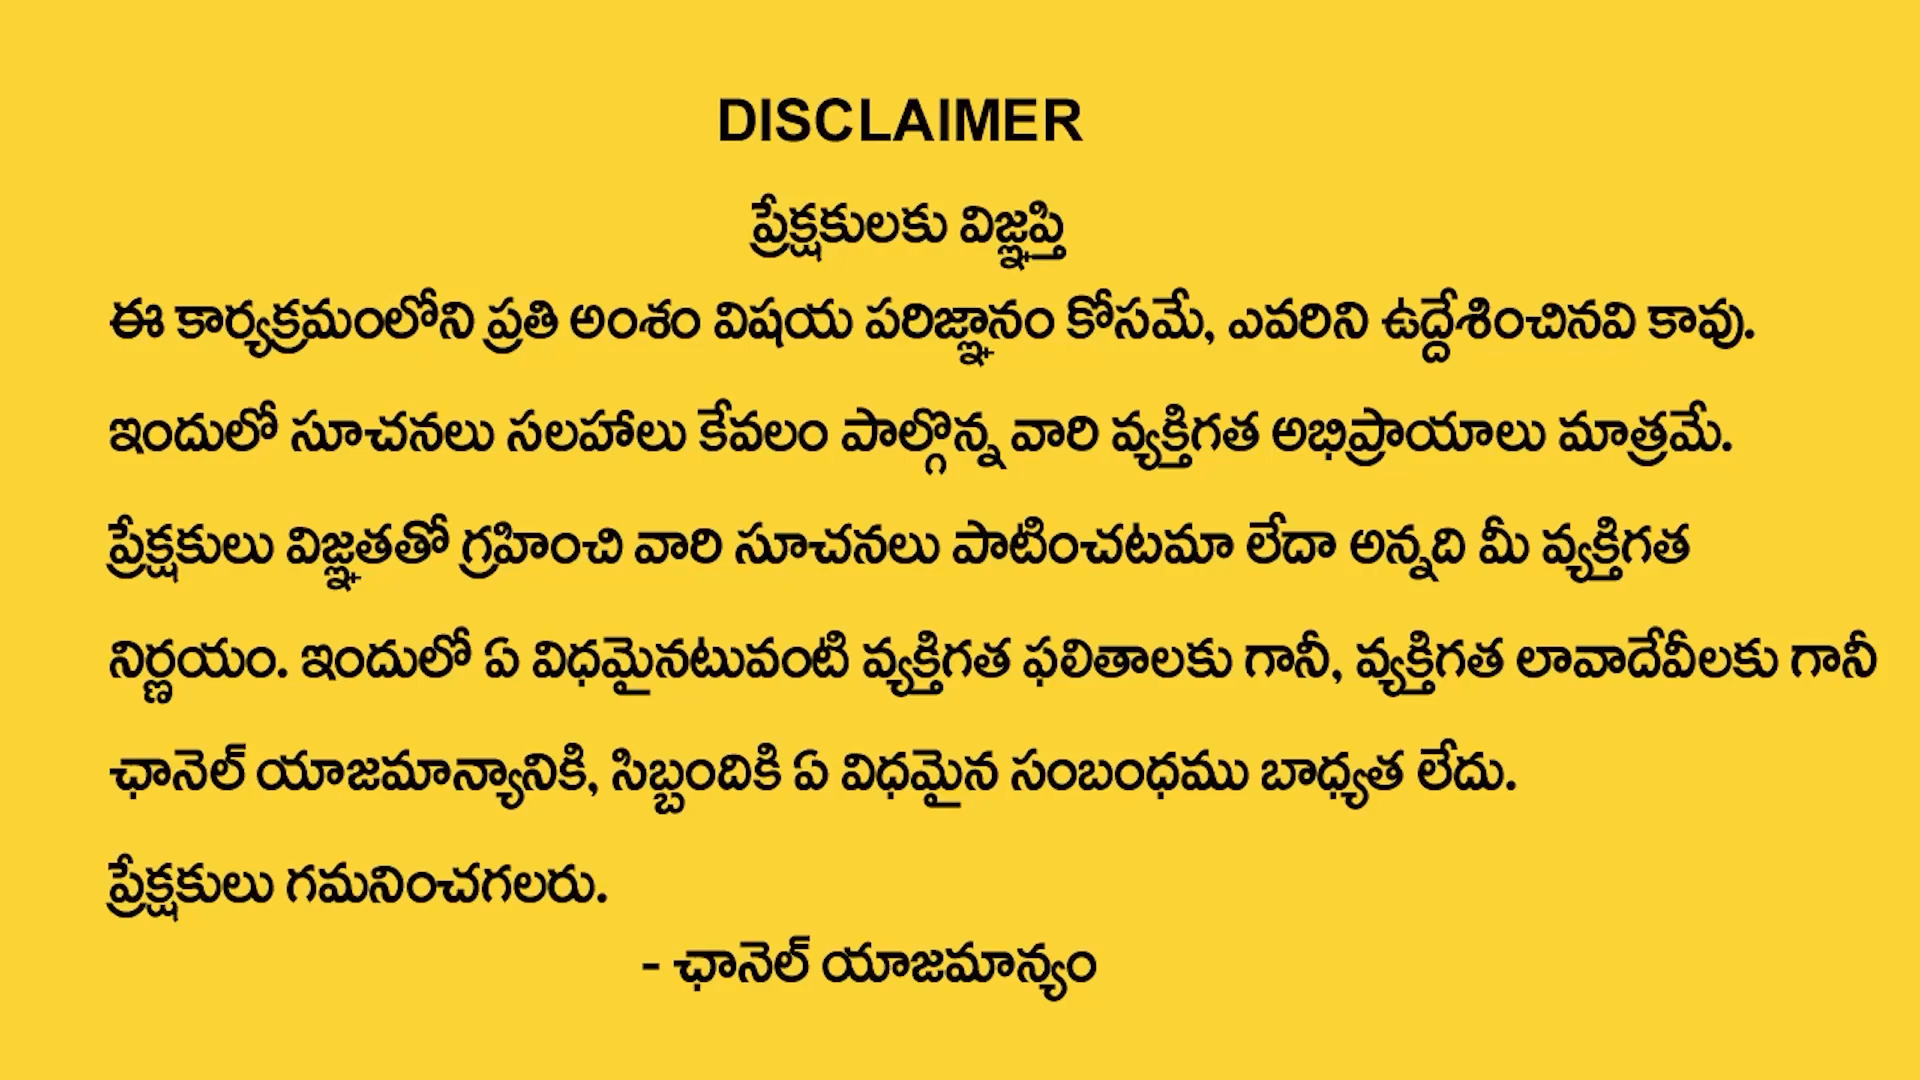 DISCLAIMER
ప్రేక్షకులకు విజ్ఞప్తి
ఈ కార్యక్రమంలోని ప్రతి అంశం విషయ పరిజ్ఞానం కోసమే, ఎవరిని ఉద్దేశించినవి కావు.
ఇందులో సూచనలు సలహాలు కేవలం పాల్గొన్న వారి వ్యక్తిగత అభిప్రాయాలు మాత్రమే.
ప్రేక్షకులు విజ్ఞతతో గ్రహించి వారి సూచనలు పాటించటమా లేదా అన్నది మీ వ్యక్తిగత
నిర్ణయం. ఇందులో ఏ విధమైనటువంటి వ్యక్తిగత ఫలితాలకు గానీ, వ్యక్తిగత లావాదేవీలకు గానీ
ఛానెల్ యాజమాన్యానికి, సిబ్బందికి ఏ విధమైన సంబంధము బాధ్యత లేదు.
ప్రేక్షకులు గమనించగలరు.
- ఛానెల్ యాజమాన్యం